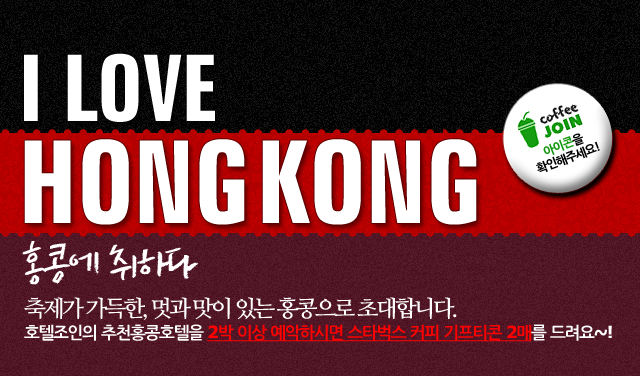 I LOVE
HONG KONG
coffee
JOIN
아이콘을
확인해주세요!
홍콩에 취하다
축제가 가득한, 멋과 맛이 있는 홍콩으로 초대합니다.
호텔조인의 추천홍콩호텔을 2박 이상 예약하시면 스타벅스 커피 기프티콘 2매를 드려요~!